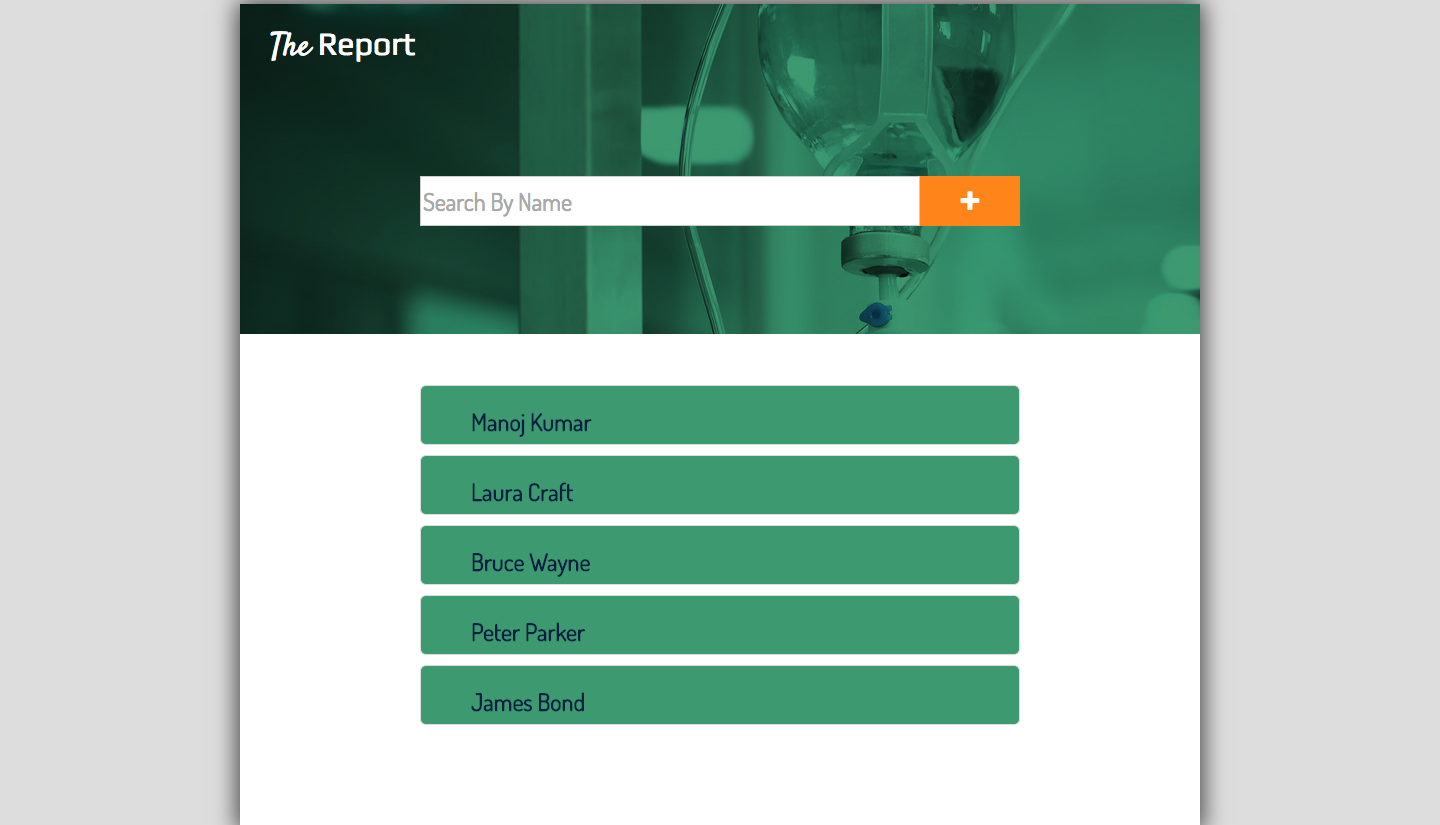 The Report
Search By Name
Manoj Kumar
Laura Craft
Bruce Wayne
Peter Parker
James Bond